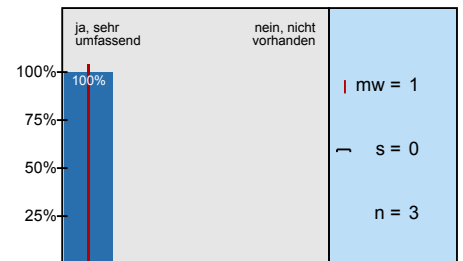 ja, sehr
umfassend
nein, nicht
vorhanden
100%
100%
75%
50%
25%
mw = 1
s = 0
n = 3